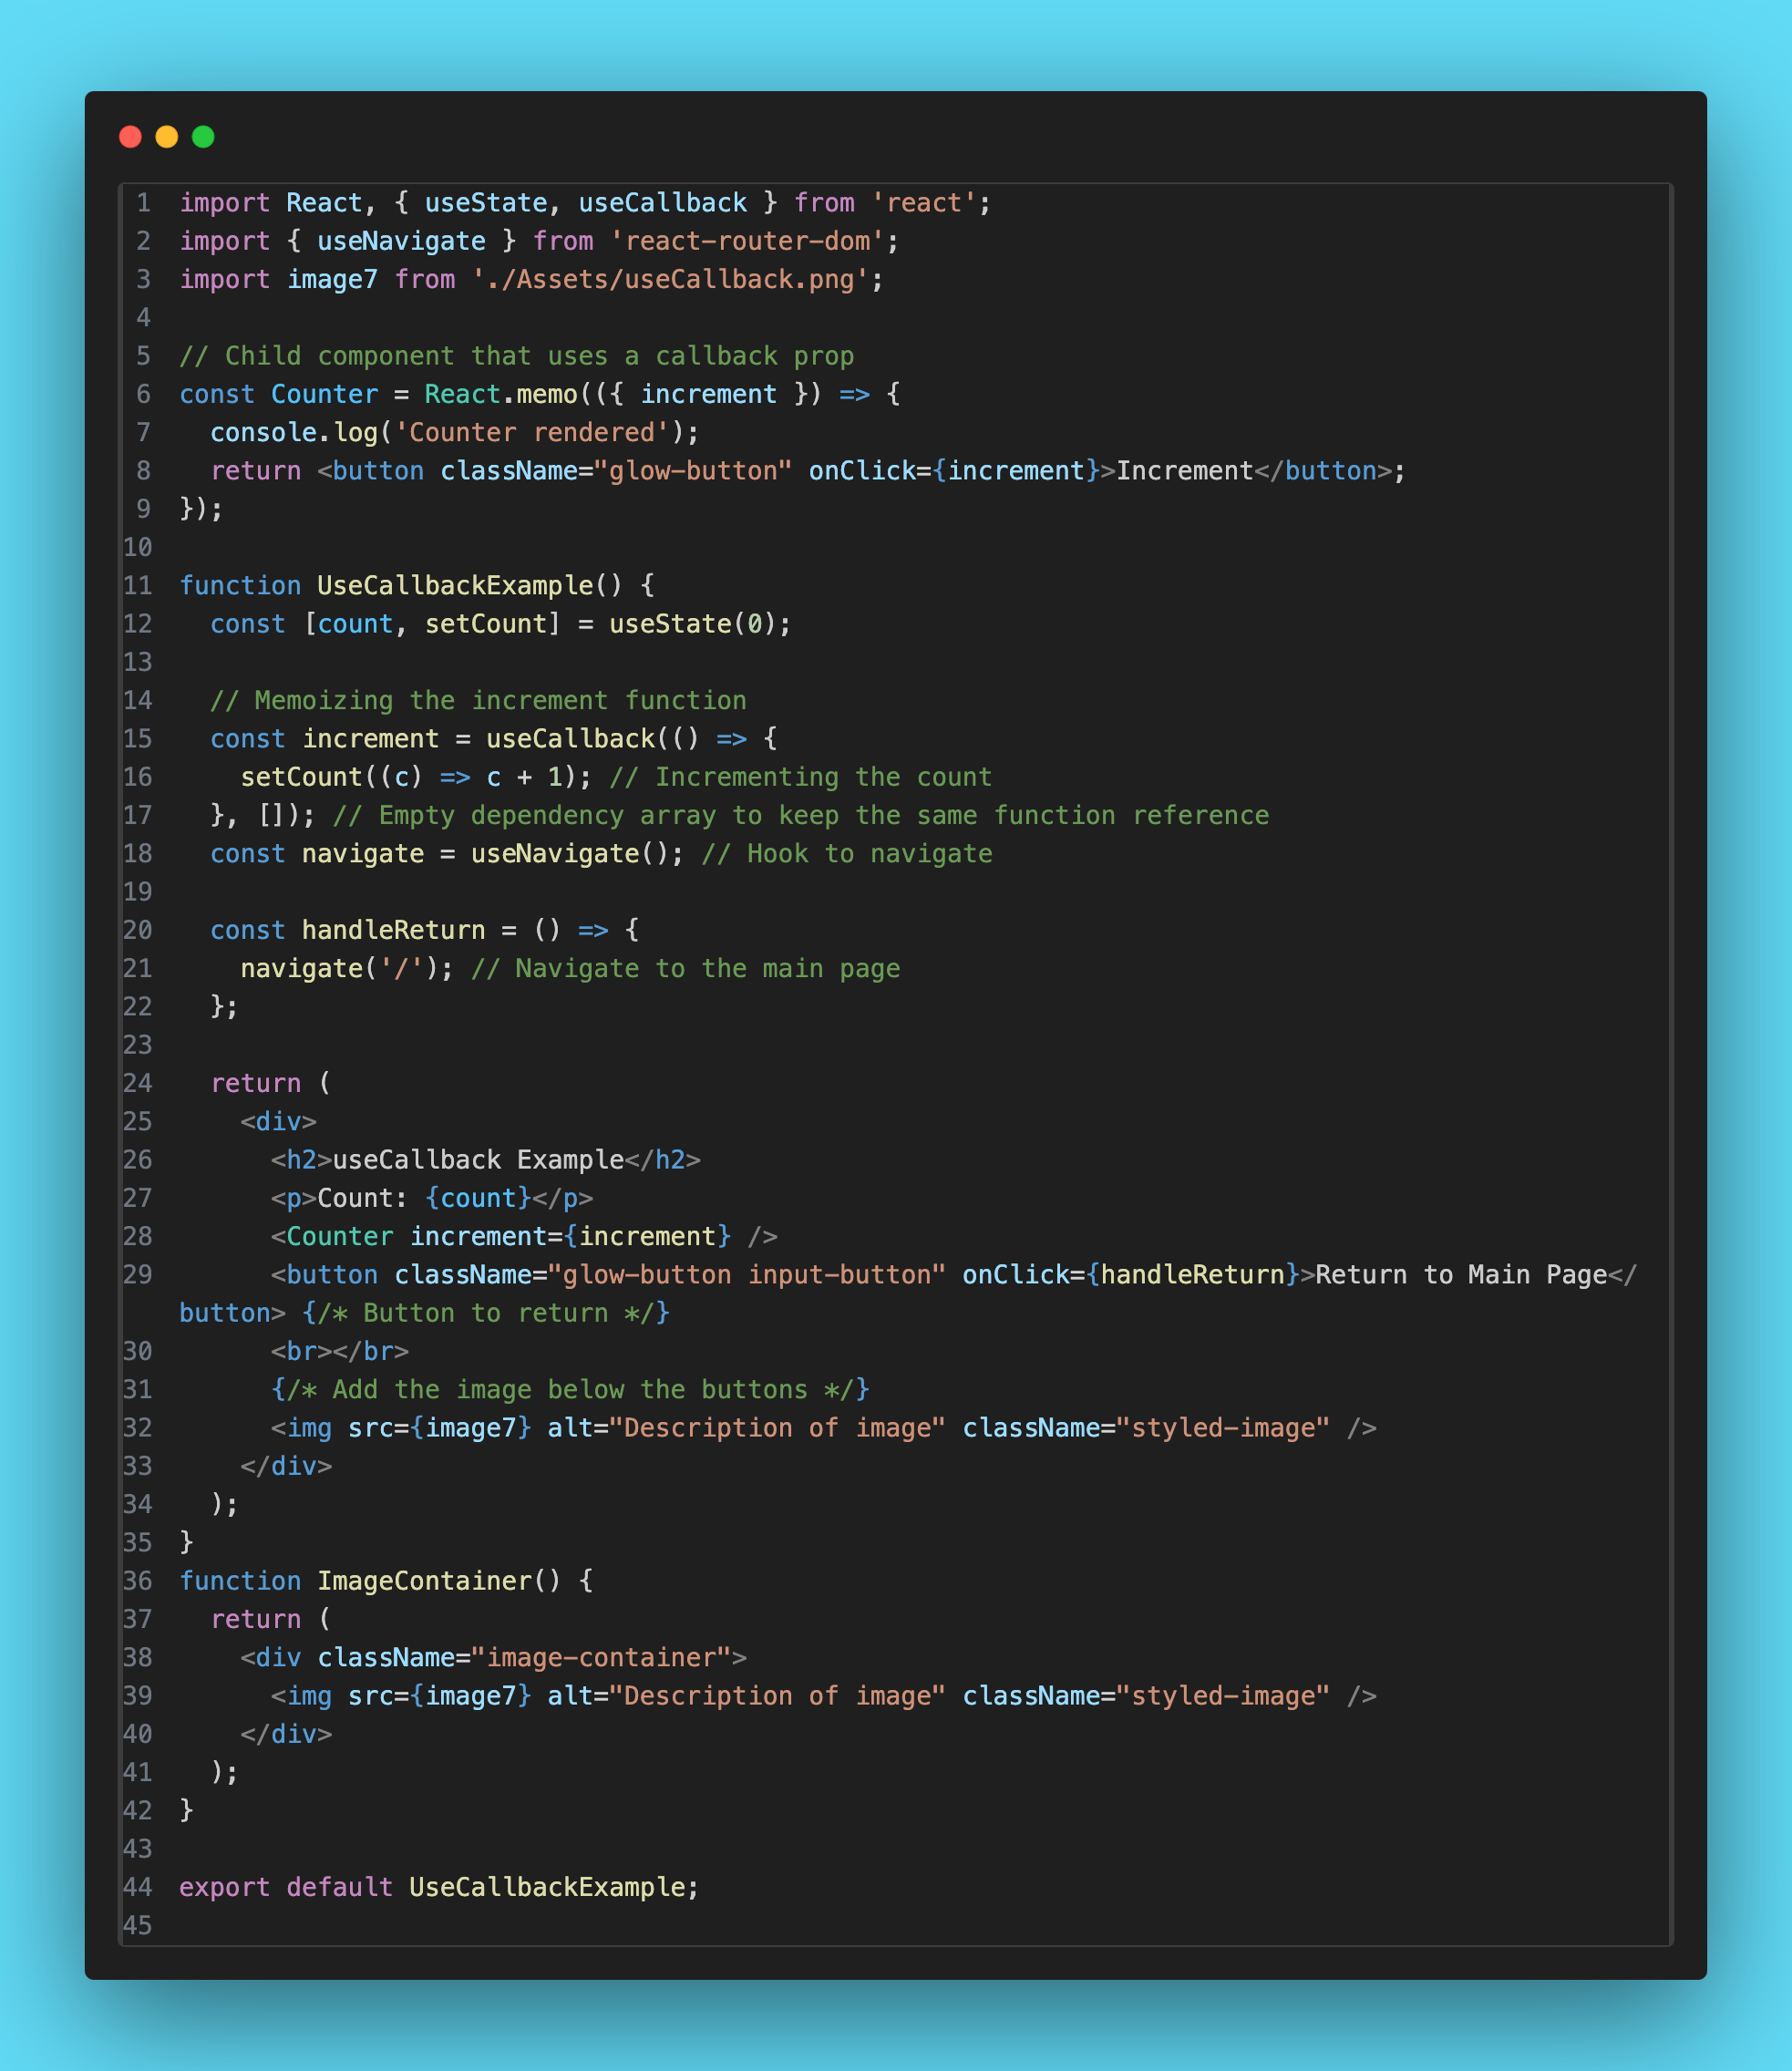 1 import React, { useState, useCallback } from 'react';
2 import { useNavigate } from 'react-router-dom';
3 import image7 from './Assets/useCallback.png';
4
5 // Child component that uses a callback prop
6 const Counter = React.memo(({ increment }) => {
7   console.log('Counter rendered');
8   return <button className="glow-button" onClick={increment}>Increment</button>;
9 });
10
11 function UseCallbackExample() {
12   const [count, setCount] = useState(0);
13
14   // Memoizing the increment function
15   const increment = useCallback(() => {
16     setCount((c) => c + 1); // Incrementing the count
17   }, []); // Empty dependency array to keep the same function reference
18   const navigate = useNavigate(); // Hook to navigate
19
20   const handleReturn = () => {
21     navigate('/'); // Navigate to the main page
22   };
23
24   return (
25     <div>
26       <h2>useCallback Example</h2>
27       <p>Count: {count}</p>
28       <Counter increment={increment} />
29       <button className="glow-button input-button" onClick={handleReturn}>Return to Main Page</
button> {/* Button to return */}
30       <br></br>
31       {/* Add the image below the buttons */}
32       <img src={image7} alt="Description of image" className="styled-image" />
33     </div>
34   );
35 }
36 function ImageContainer() {
37   return (
38     <div className="image-container">
39       <img src={image7} alt="Description of image" className="styled-image" />
40     </div>
41   );
42 }
43
44 export default UseCallbackExample;
45